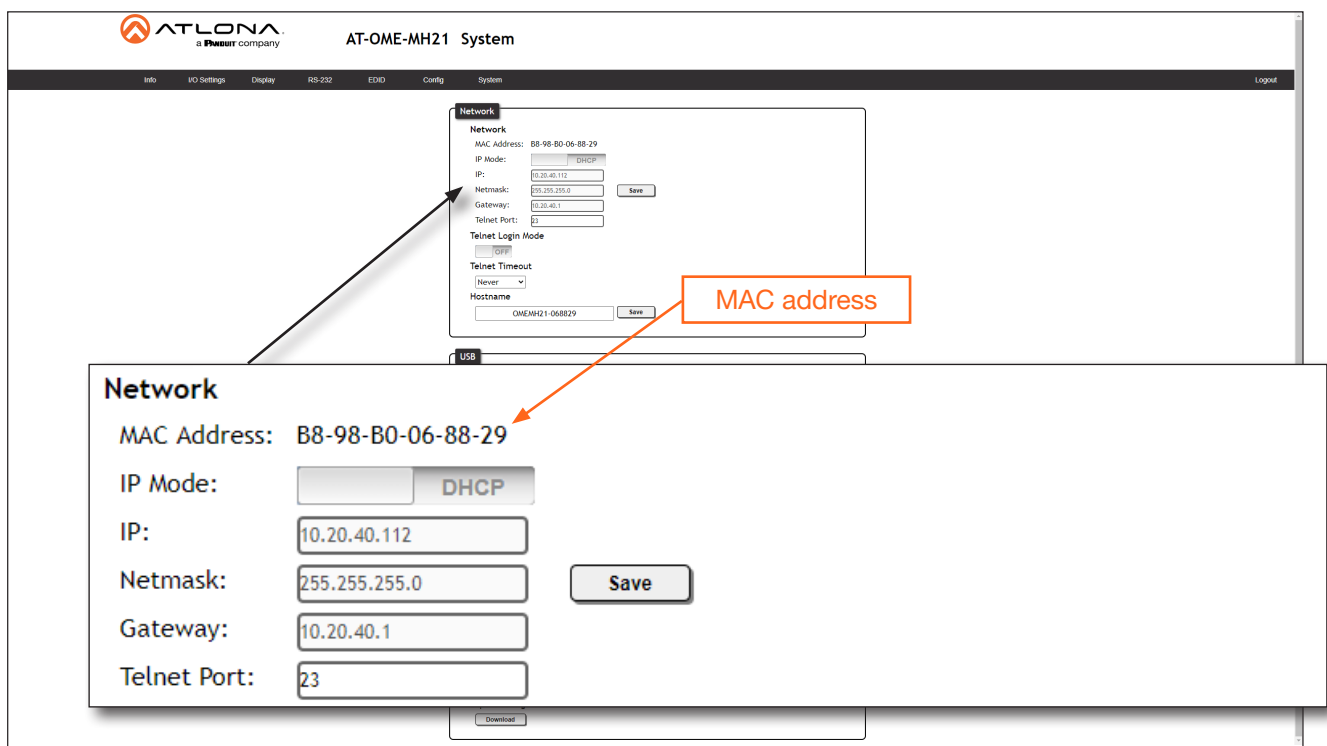 ATLONA.
a PANDUIT company
AT-OME-MH21 System
Info I/O Settings Display RS-232 EDID Config System Logout
Network
Network
MAC Address: B8-98-B0-06-88-29
IP Mode: DHCP
IP: 10.20.40.112
Netmask: 255.255.255.0 Save
Gateway: 10.20.40.1
Telnet Port: 23
Telnet Login Mode
OFF
Telnet Timeout
Never
Hostname
OMEMH21-068829 Save
MAC address
USB
Network
MAC Address: B8-98-B0-06-88-29
IP Mode: DHCP
IP: 10.20.40.112
Netmask: 255.255.255.0 Save
Gateway: 10.20.40.1
Telnet Port: 23
Download